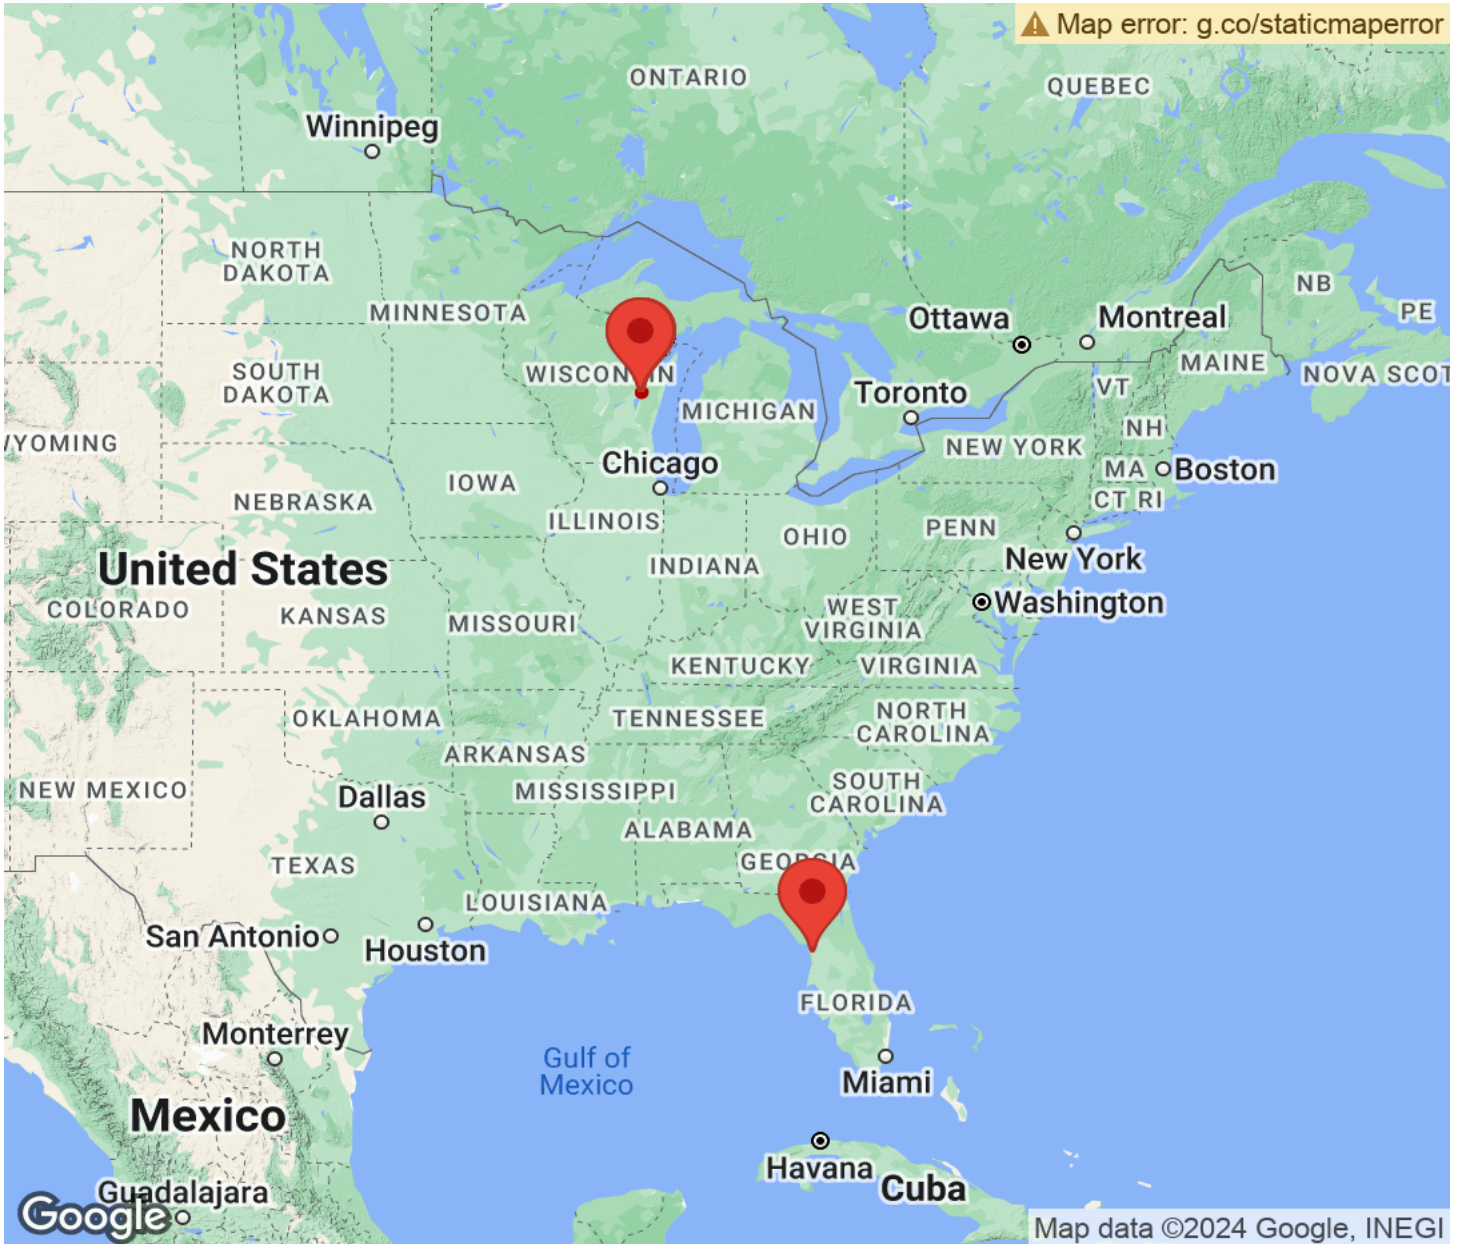 Map error: g.co/staticmaperror
ONTARIO
QUEBEC
Winnipeg
NORTH
DAKOTA
MINNESOTA
NB
PE
Ottawa
Montreal
MAINE
NOVA SCOT
SOUTH
DAKOTA
WISCONSIN
VT
Toronto
MICHIGAN
NH
NEW YORK
WYOMING
Chicago
MA
Boston
IOWA
CT RI
NEBRASKA
ILLINOIS
OHIO
PENN
New York
United States
INDIANA
COLORADO
KANSAS
MISSOURI
WEST
VIRGINIA
Washington
KENTUCKY
VIRGINIA
OKLAHOMA
TENNESSEE
NORTH
CAROLINA
ARKANSAS
NEW MEXICO
Dallas
MISSISSIPPI
SOUTH
CAROLINA
ALABAMA
TEXAS
GEORGIA
LOUISIANA
San Antonio
Houston
FLORIDA
Monterrey
Gulf of
Mexico
Miami
Mexico
Havana
Cuba
Guadalajara
Google
Map data ©2024 Google, INEGI